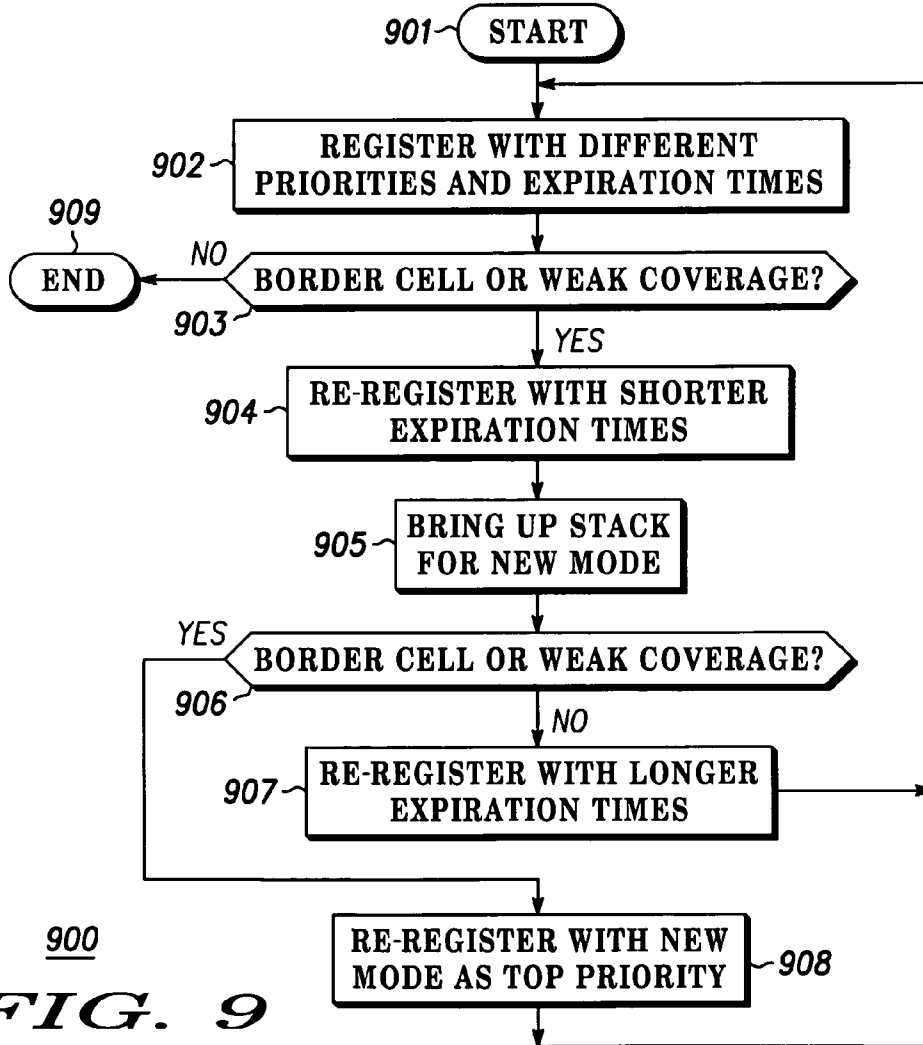 901
START
902
REGISTER WITH DIFFERENT
PRIORITIES AND EXPIRATION TIMES
909
END
NO
BORDER CELL OR WEAK COVERAGE?
903
YES
904
RE-REGISTER WITH SHORTER
EXPIRATION TIMES
905
BRING UP STACK
FOR NEW MODE
YES
BORDER CELL OR WEAK COVERAGE?
906
NO
907
RE-REGISTER WITH LONGER
EXPIRATION TIMES
900
RE-REGISTER WITH NEW
MODE AS TOP PRIORITY
908
FIG. 9